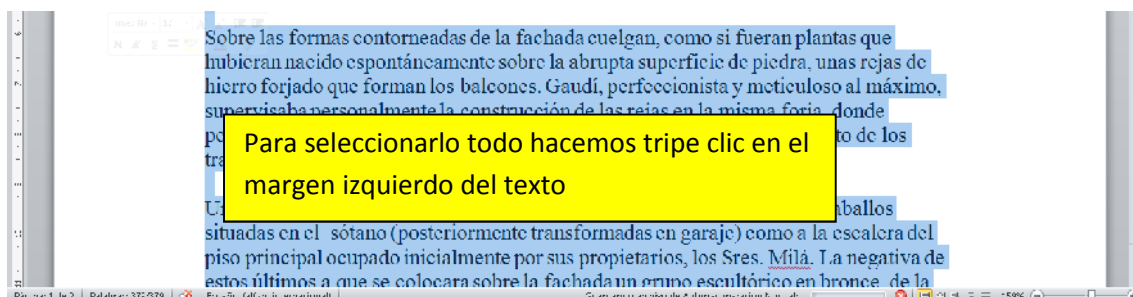 Sobre las formas contorneadas de la fachada cuelgan, como si fueran plantas que
hubieran nacido espontáneamente sobre la abrupta superficie de piedra, unas rejas de
hierro forjado que forman los balcones. Gaudí, perfeccionista y meticuloso al máximo,
supervisaba personalmente la construcción de las rejas en la misma forja, donde
to de los
Para seleccionarlo todo hacemos tripe clic en el
margen izquierdo del texto
situadas en el sótano (posteriormente transformadas en garaje) como a la escalera del
piso principal ocupado inicialmente por sus propietarios, los Sres. Milá. La negativa de
estos últimos a que se colocara sobre la fachada un grupo escultórico en bronce de la